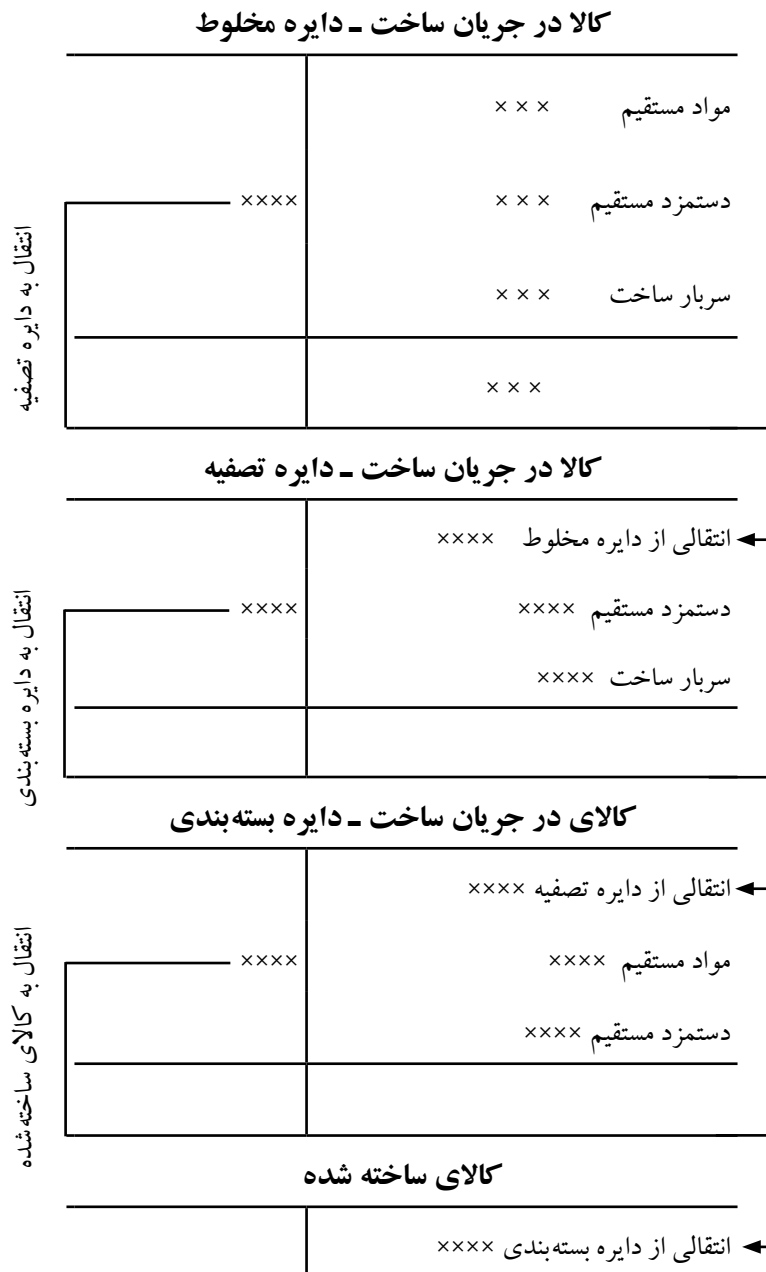 کالا در جریان ساخت ـ دایره مخلوط
مواد مستقیم × × ×
دستمزد مستقیم × × × ××××
سربار ساخت × × ×
× × ×
انتقال به دایره تصفیه
کالا در جریان ساخت ـ دایره تصفیه
انتقالی از دایره مخلوط ××××
دستمزد مستقیم ×××× ××××
سربار ساخت ××××
انتقال به دایره بسته‌بندی
کالای در جریان ساخت ـ دایره بسته‌بندی
انتقالی از دایره تصفیه ××××
مواد مستقیم ×××× ××××
دستمزد مستقیم ××××
انتقال به کالای ساخته‌شده
کالای ساخته شده
انتقالی از دایره بسته‌بندی ××××